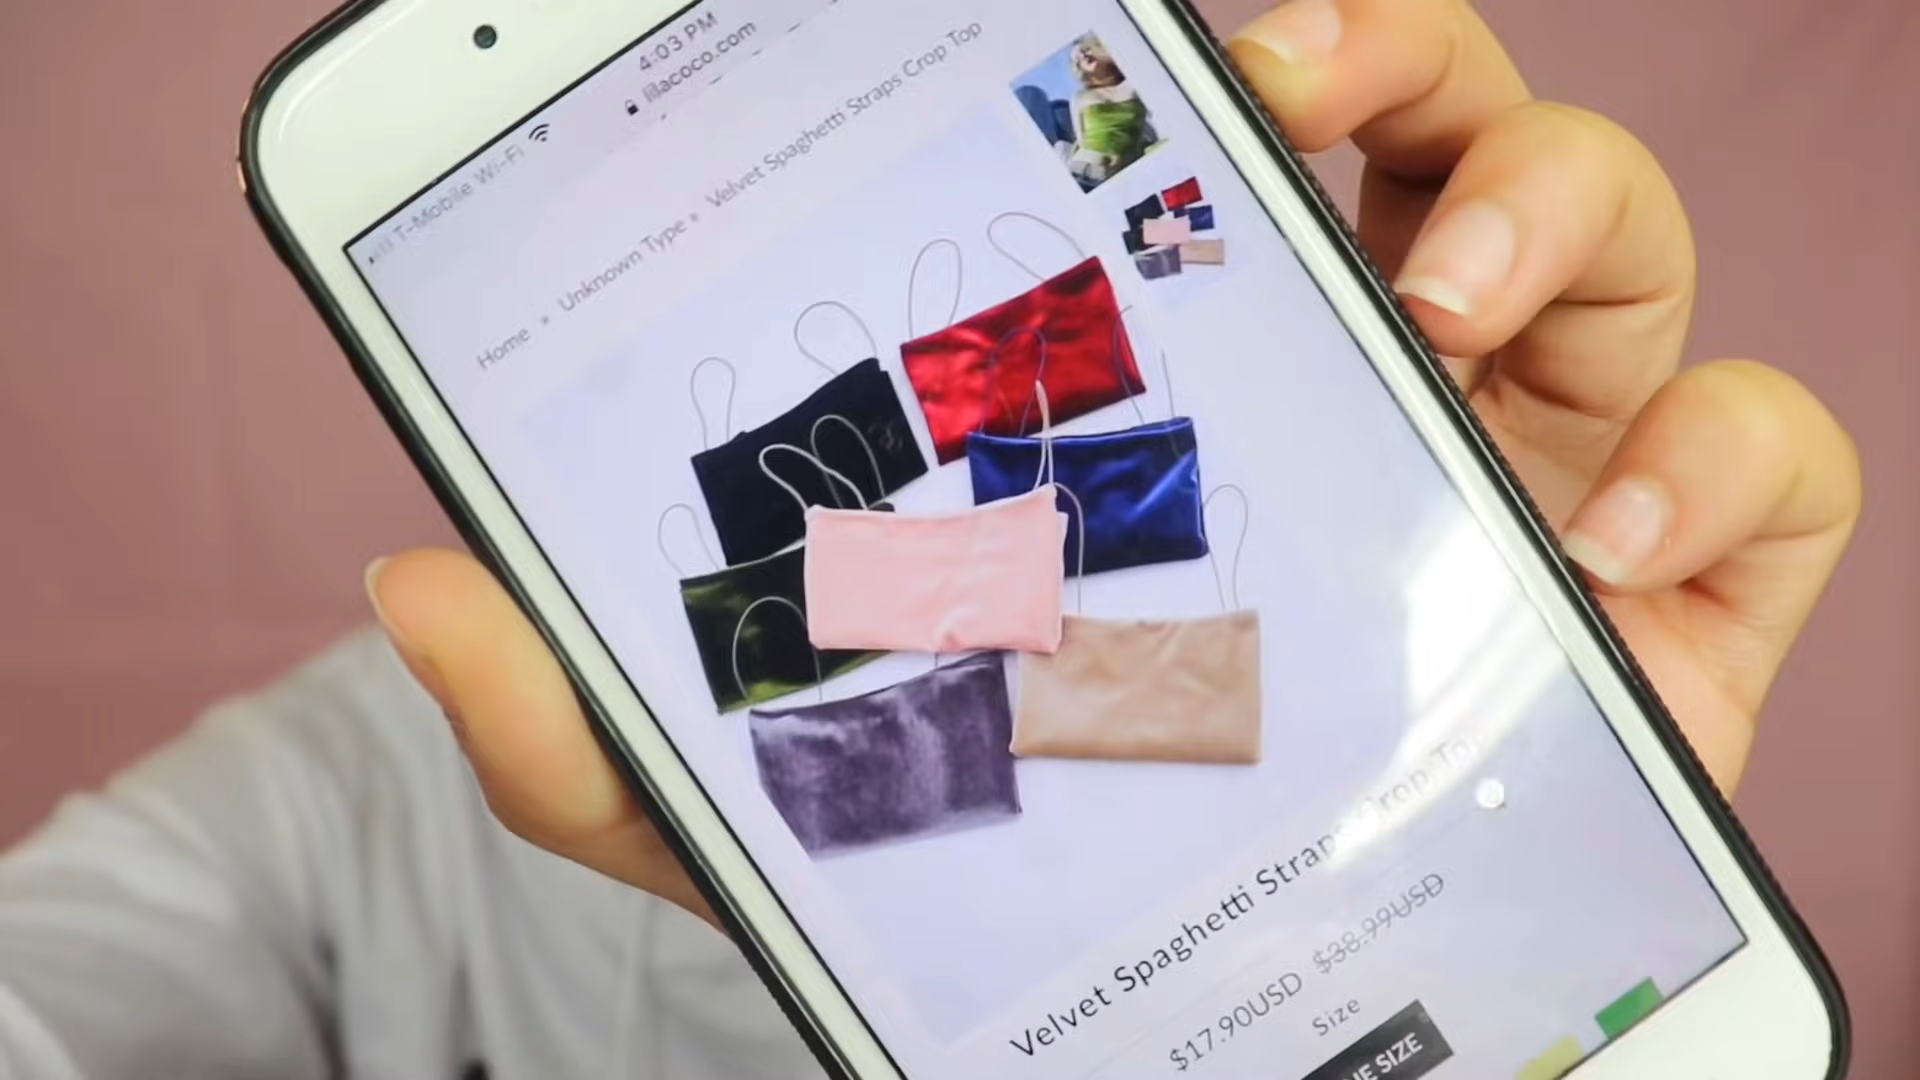 T-Mobile Wi-Fi
4:03 PM
lilacoco.com
Home » Unknown Type » Velvet Spaghetti Straps Crop Top
Velvet Spaghetti Straps Crop Top
$17.90USD $38.99USD
Size
SIZE